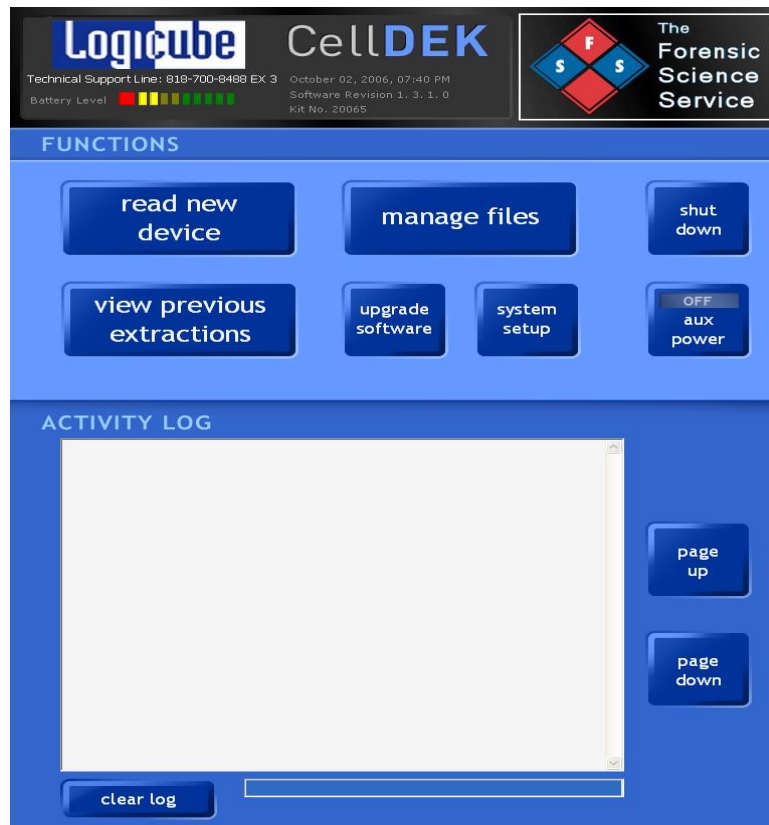 Logicube
Technical Support Line: 818-700-8488 EX 3
Battery Level
CellDEK
October 02, 2006, 07:40 PM
Software Revision 1. 3. 1. 0
Kit No. 20065
F
S S
The
Forensic
Science
Service
FUNCTIONS
read new
device
manage files
shut
down
view previous
extractions
upgrade
software
system
setup
OFF
aux
power
ACTIVITY LOG
page
up
page
down
clear log